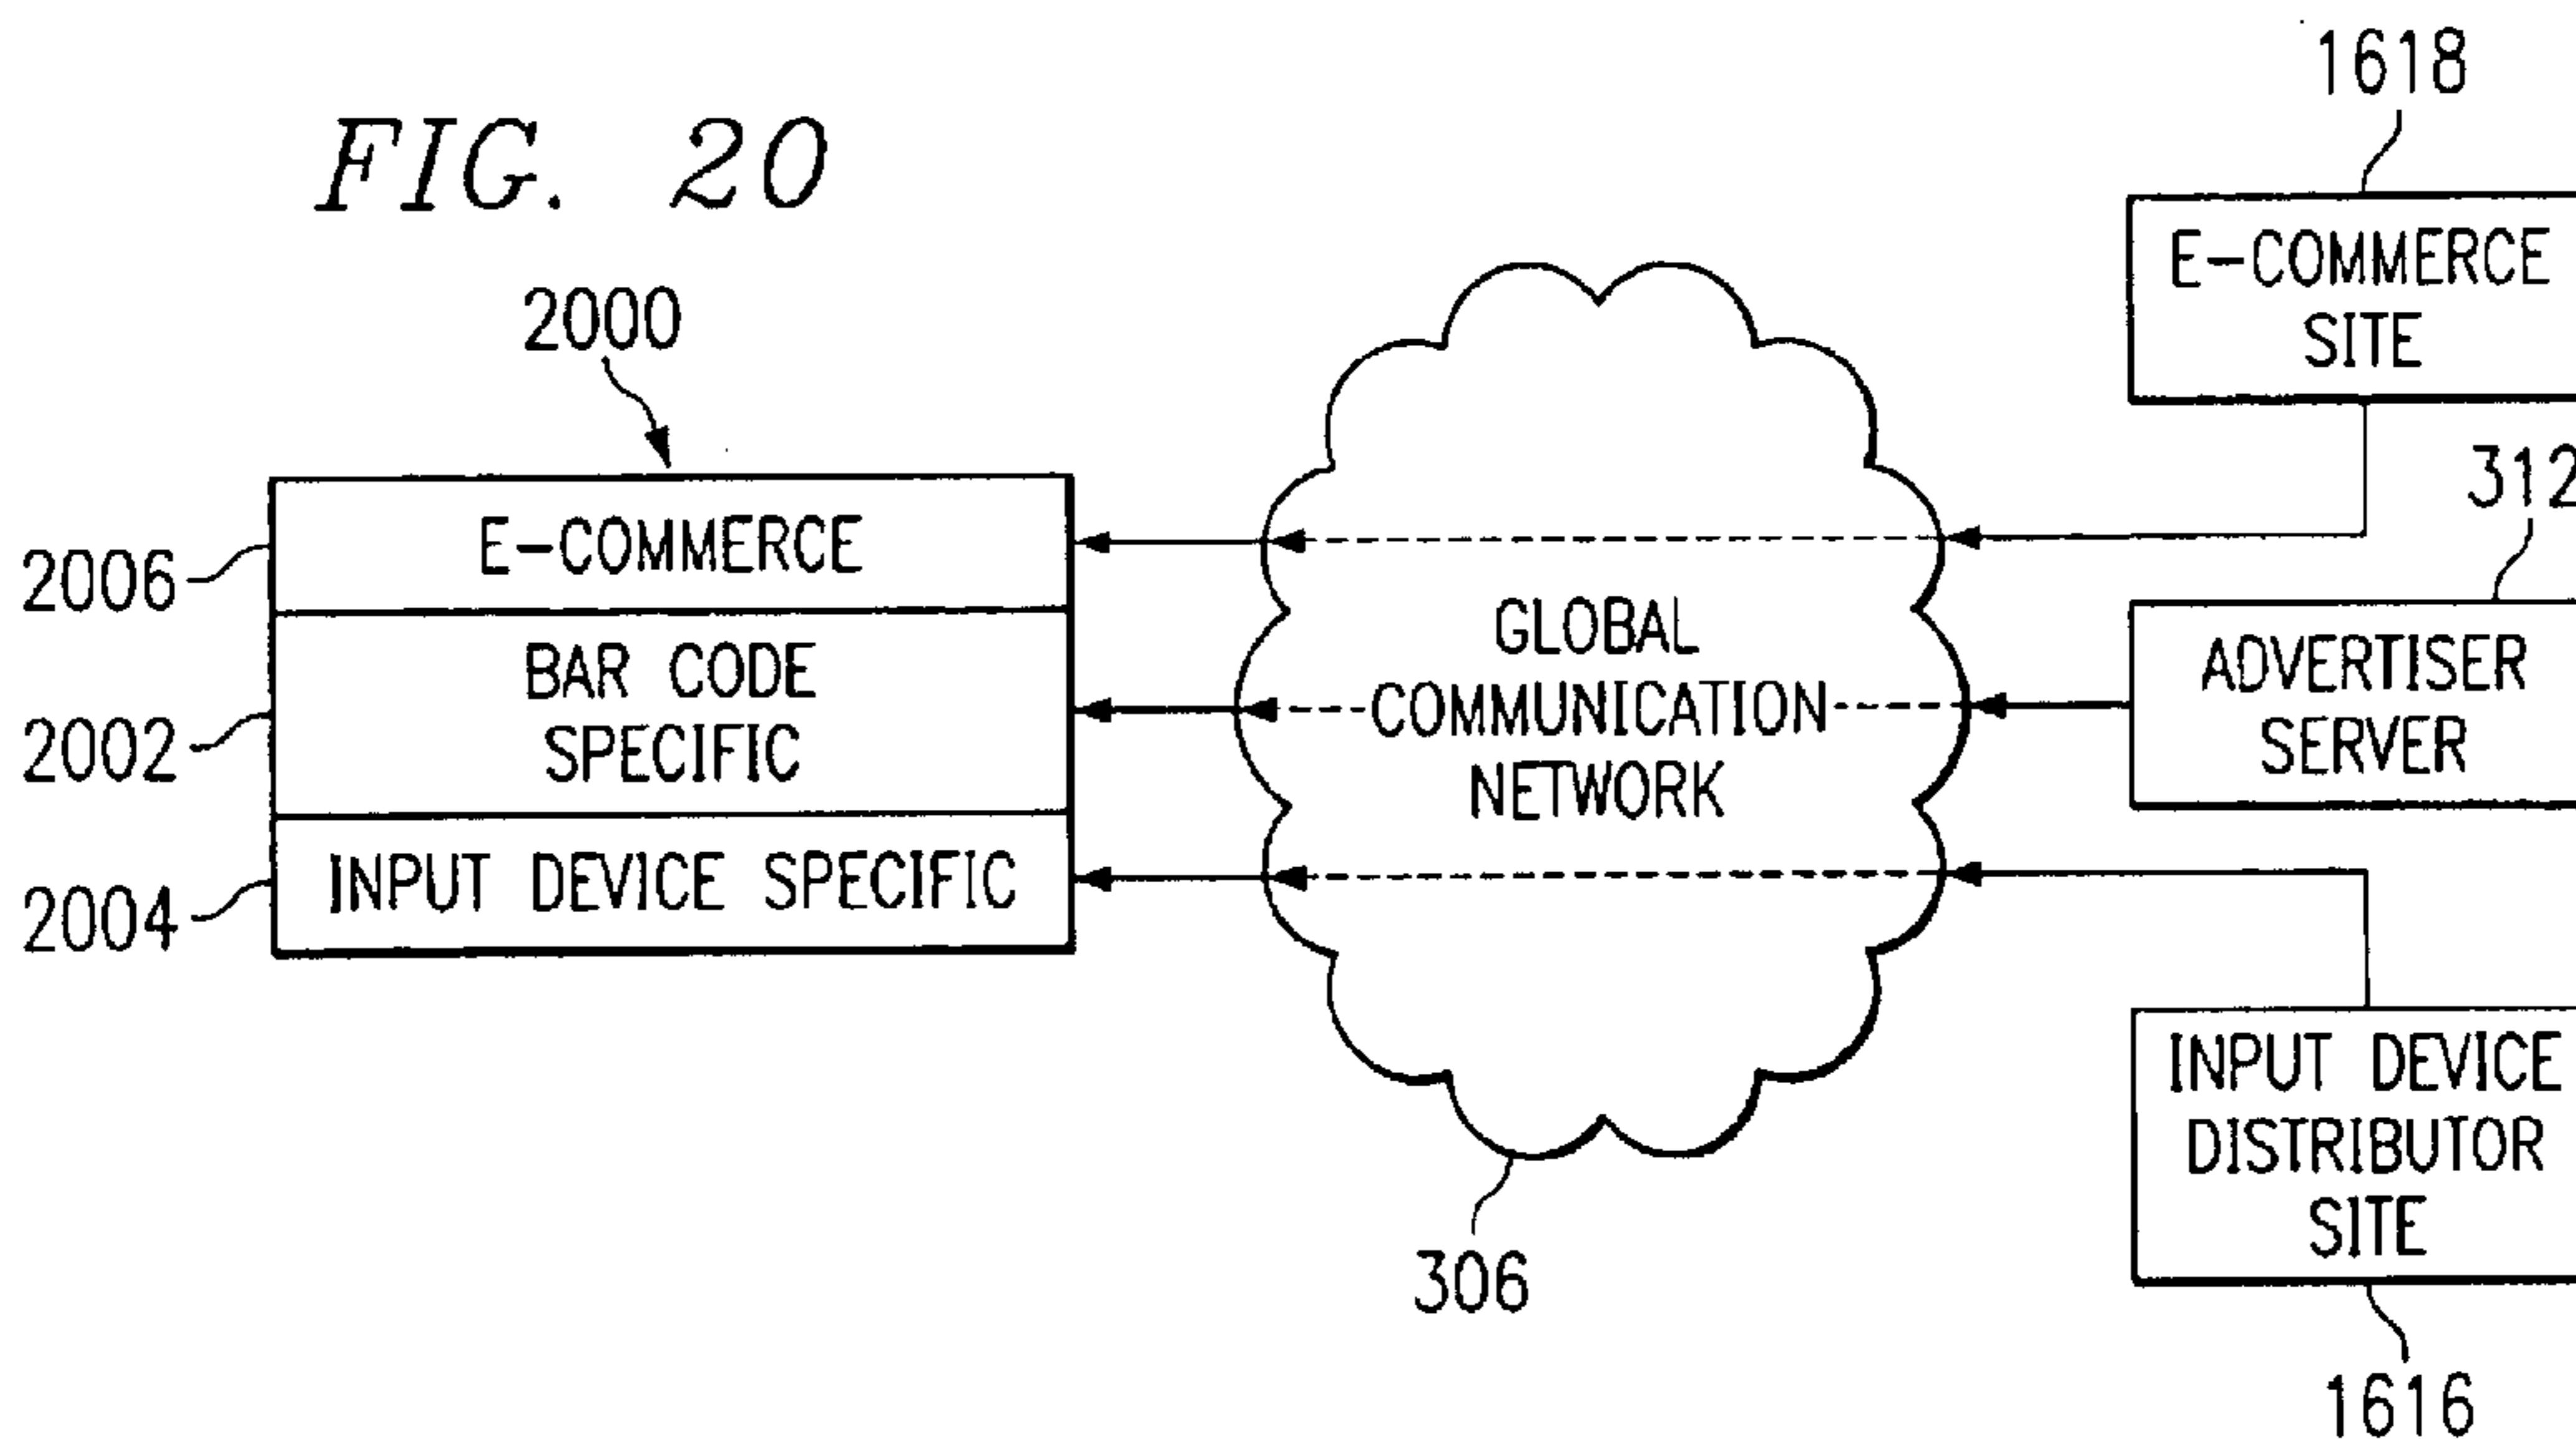 FIG. 20
1618
E-COMMERCE
SITE
2000
312
E-COMMERCE
2006
BAR CODE
SPECIFIC
2002
INPUT DEVICE SPECIFIC
2004
GLOBAL
COMMUNICATION
NETWORK
306
ADVERTISER
SERVER
INPUT DEVICE
DISTRIBUTOR
SITE
1616